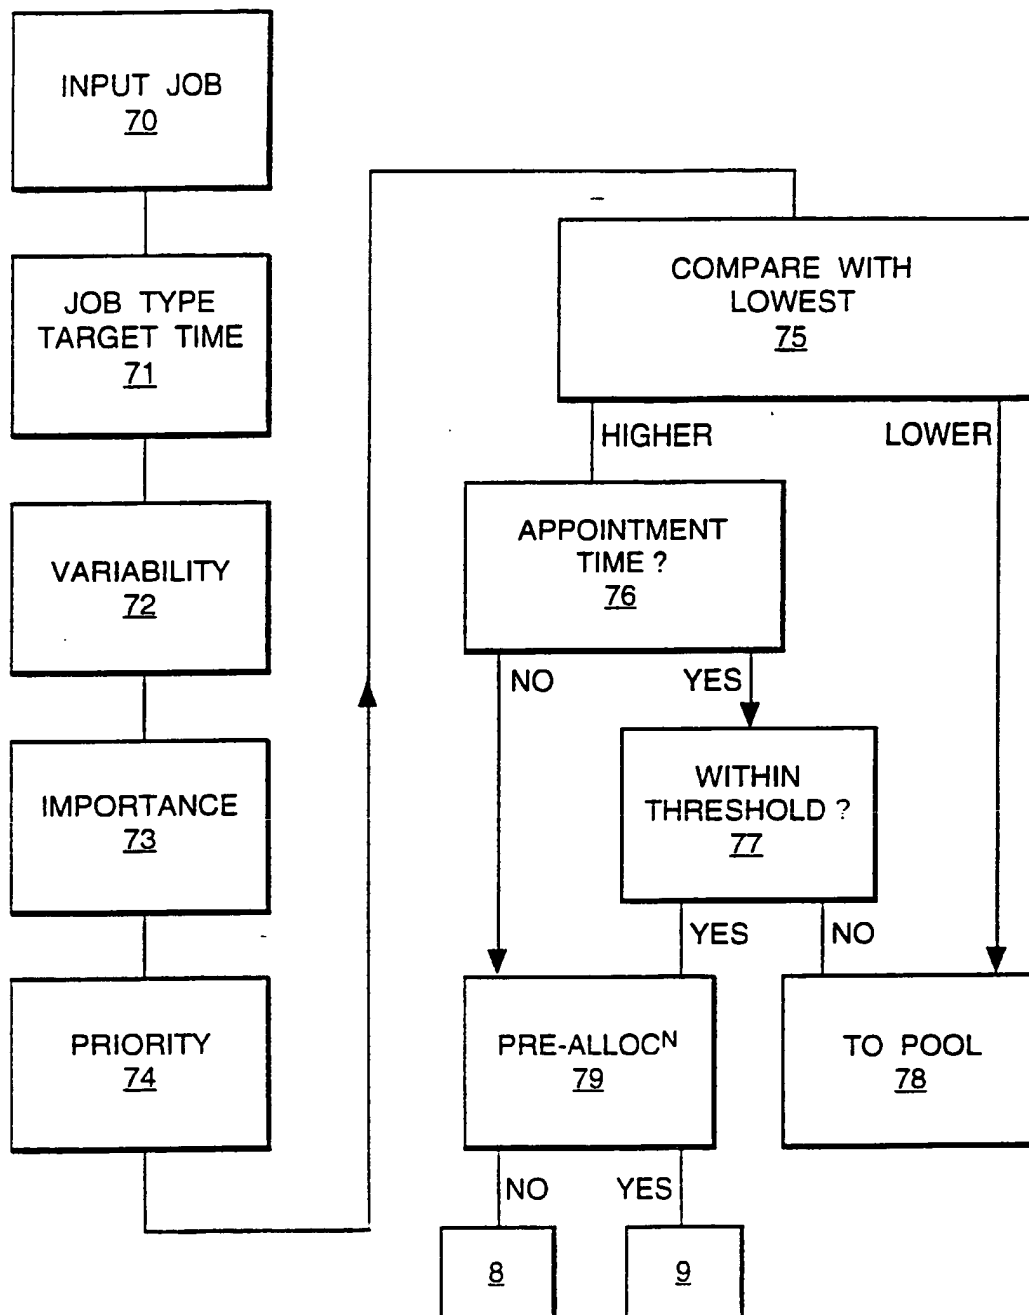 INPUT JOB
70
JOB TYPE
TARGET TIME
71
VARIABILITY
72
IMPORTANCE
73
PRIORITY
74
COMPARE WITH
LOWEST
75
HIGHER
LOWER
APPOINTMENT
TIME ?
76
NO
YES
WITHIN
THRESHOLD ?
77
YES
NO
PRE-ALLOCᴺ
79
TO POOL
78
NO
YES
8
9